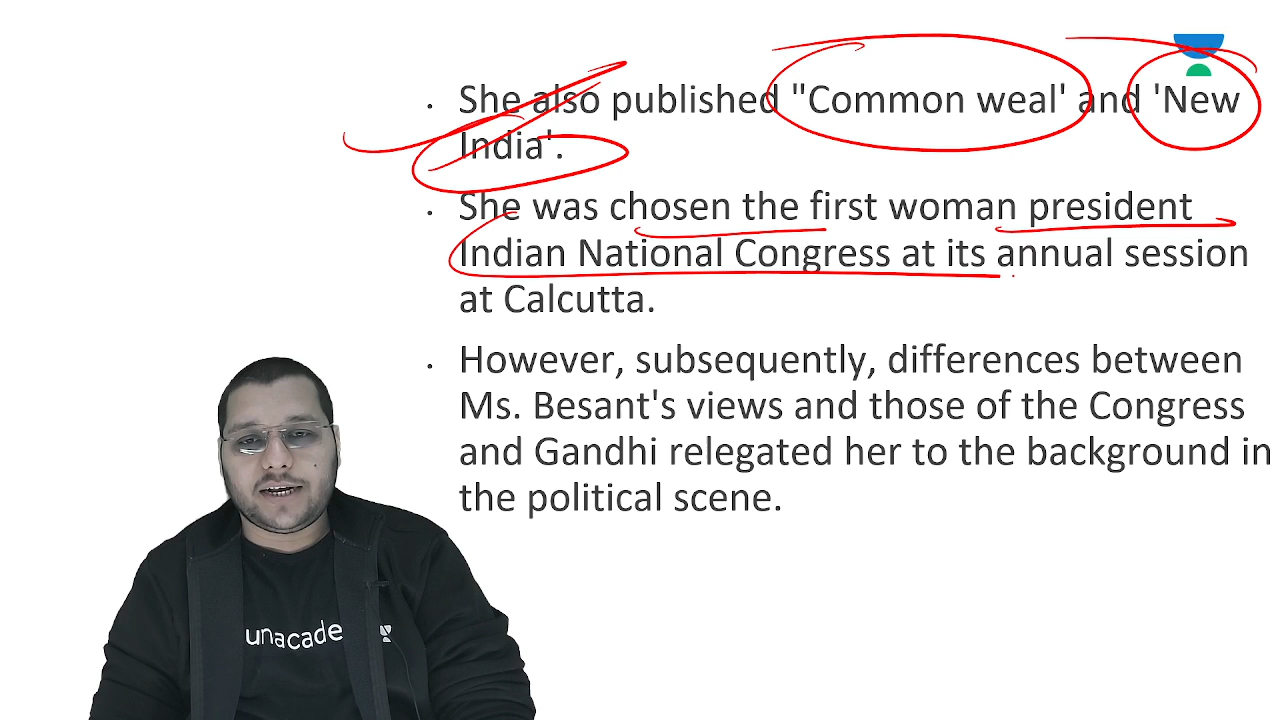 She also published "Common weal' and 'New
India'.
She was chosen the first woman president
Indian National Congress at its annual session
at Calcutta.
However, subsequently, differences between
Ms. Besant's views and those of the Congress
and Gandhi relegated her to the background in
the political scene.
unacade